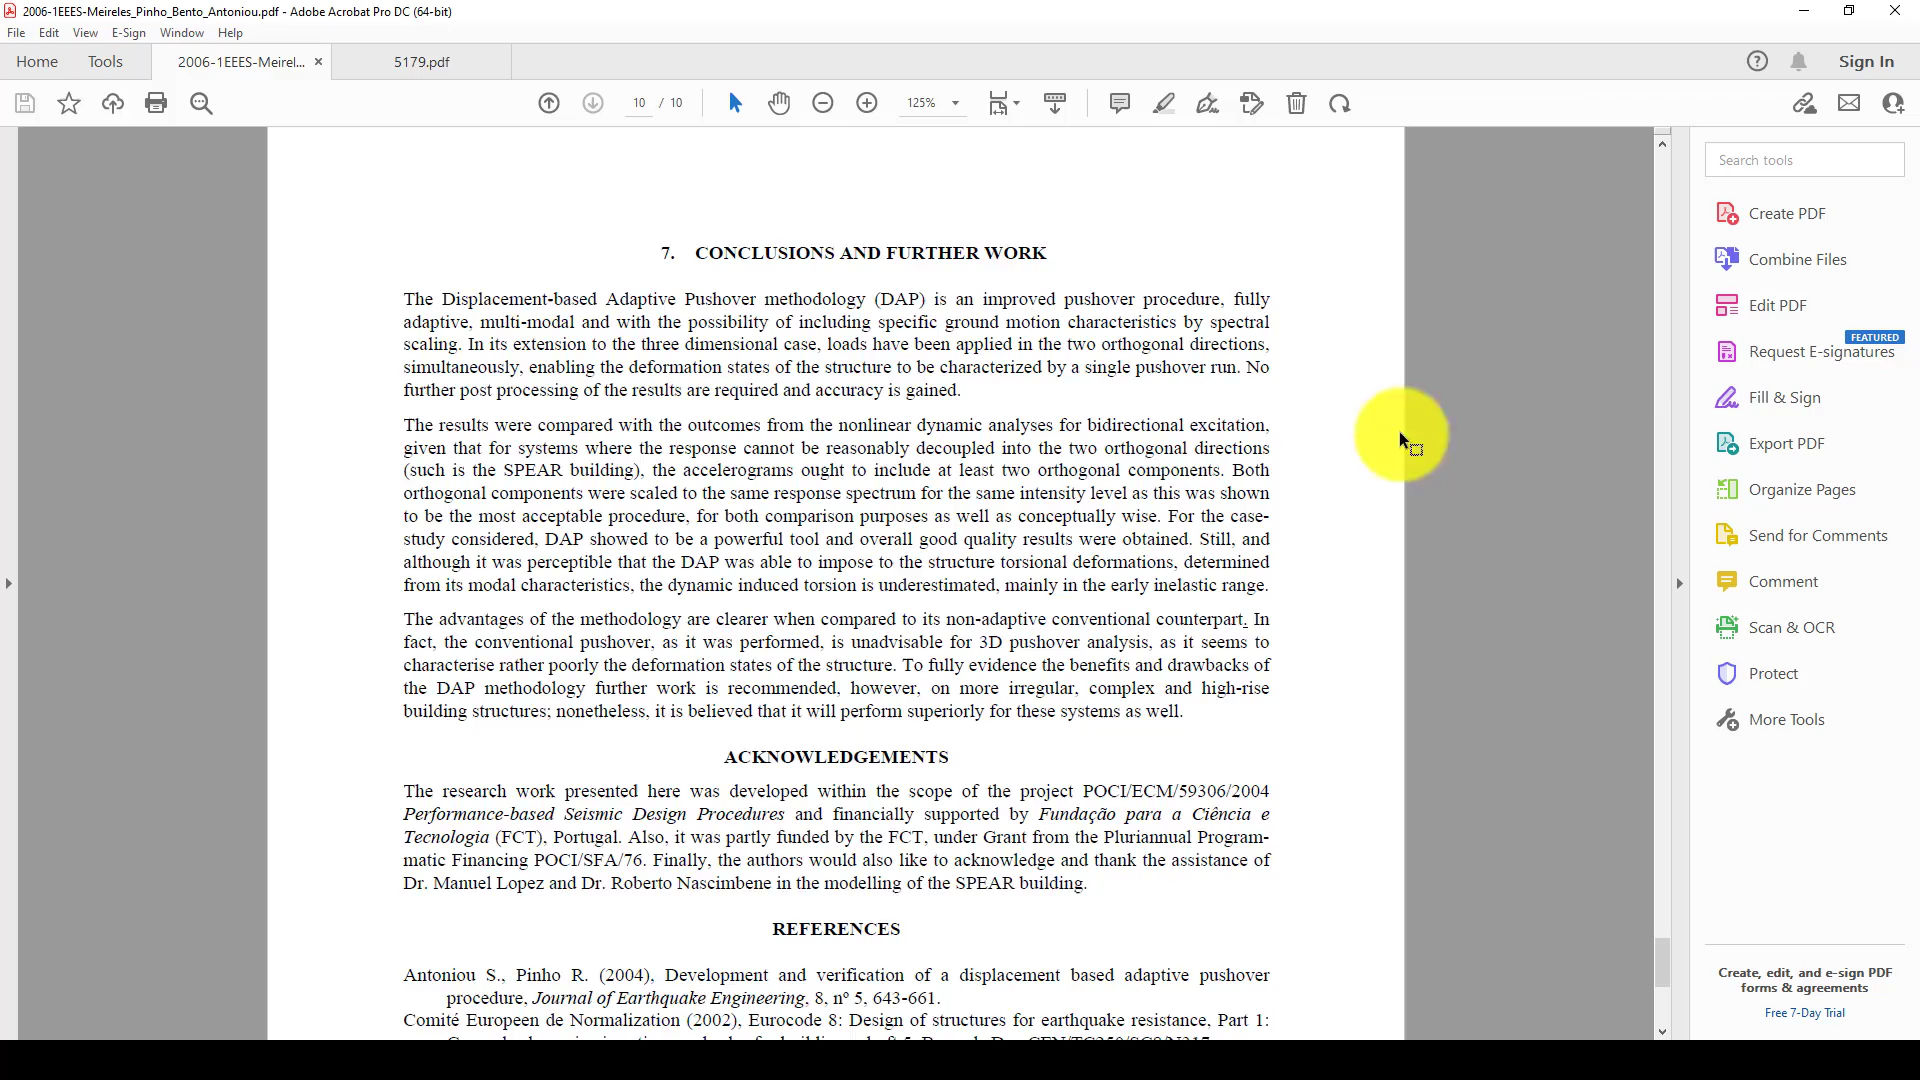 2006-1EEES-Meireles_Pinho_Bento_Antoniou.pdf - Adobe Acrobat Pro DC (64-bit)
File Edit View E-Sign Window Help
Home Tools 2006-1EEES-Meirel... × 5179.pdf Sign In
10 / 10 125%
7. CONCLUSIONS AND FURTHER WORK
The Displacement-based Adaptive Pushover methodology (DAP) is an improved pushover procedure, fully
adaptive, multi-modal and with the possibility of including specific ground motion characteristics by spectral
scaling. In its extension to the three dimensional case, loads have been applied in the two orthogonal directions,
simultaneously, enabling the deformation states of the structure to be characterized by a single pushover run. No
further post processing of the results are required and accuracy is gained.
The results were compared with the outcomes from the nonlinear dynamic analyses for bidirectional excitation,
given that for systems where the response cannot be reasonably decoupled into the two orthogonal directions
(such is the SPEAR building), the accelerograms ought to include at least two orthogonal components. Both
orthogonal components were scaled to the same response spectrum for the same intensity level as this was shown
to be the most acceptable procedure, for both comparison purposes as well as conceptually wise. For the case-
study considered, DAP showed to be a powerful tool and overall good quality results were obtained. Still, and
although it was perceptible that the DAP was able to impose to the structure torsional deformations, determined
from its modal characteristics, the dynamic induced torsion is underestimated, mainly in the early inelastic range.
The advantages of the methodology are clearer when compared to its non-adaptive conventional counterpart. In
fact, the conventional pushover, as it was performed, is unadvisable for 3D pushover analysis, as it seems to
characterise rather poorly the deformation states of the structure. To fully evidence the benefits and drawbacks of
the DAP methodology further work is recommended, however, on more irregular, complex and high-rise
building structures; nonetheless, it is believed that it will perform superiorly for these systems as well.
ACKNOWLEDGEMENTS
The research work presented here was developed within the scope of the project POCI/ECM/59306/2004
Performance-based Seismic Design Procedures and financially supported by Fundação para a Ciência e
Tecnologia (FCT), Portugal. Also, it was partly funded by the FCT, under Grant from the Pluriannual Program-
matic Financing POCI/SFA/76. Finally, the authors would also like to acknowledge and thank the assistance of
Dr. Manuel Lopez and Dr. Roberto Nascimbene in the modelling of the SPEAR building.
REFERENCES
Antoniou S., Pinho R. (2004), Development and verification of a displacement based adaptive pushover
procedure, Journal of Earthquake Engineering, 8, nº 5, 643-661.
Comité Europeen de Normalization (2002), Eurocode 8: Design of structures for earthquake resistance, Part 1:
Search tools
Create PDF
Combine Files
Edit PDF
FEATURED
Request E-signatures
Fill & Sign
Export PDF
Organize Pages
Send for Comments
Comment
Scan & OCR
Protect
More Tools
Create, edit, and e-sign PDF
forms & agreements
Free 7-Day Trial